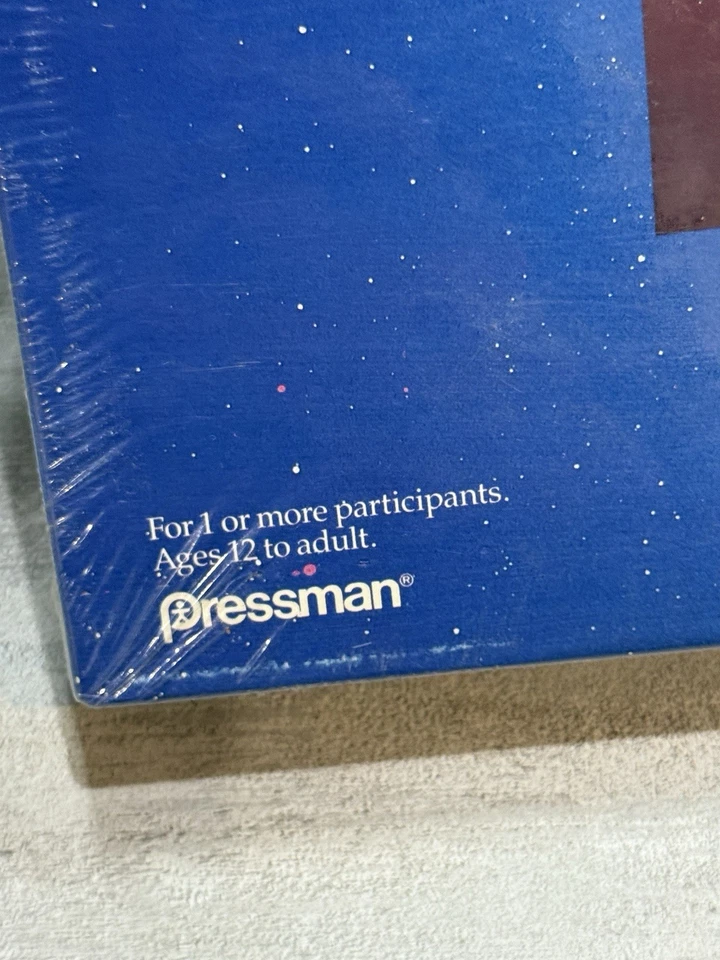 For 1 or more participants.
Ages 12 to adult.
Pressman®